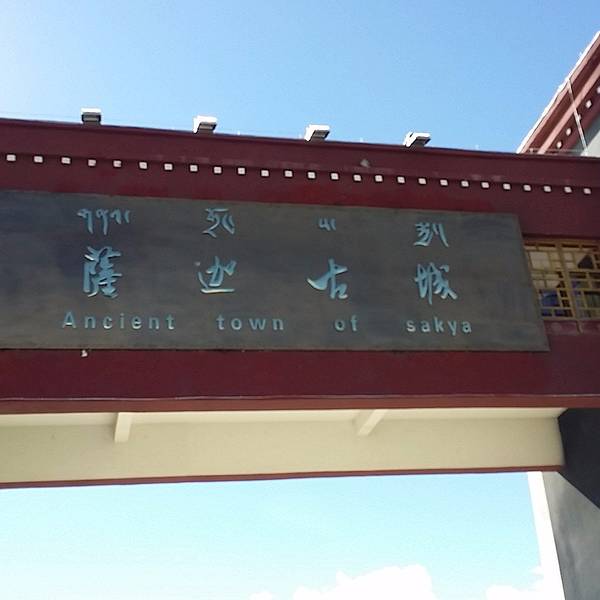 薩迦古城
Ancient town of sakya